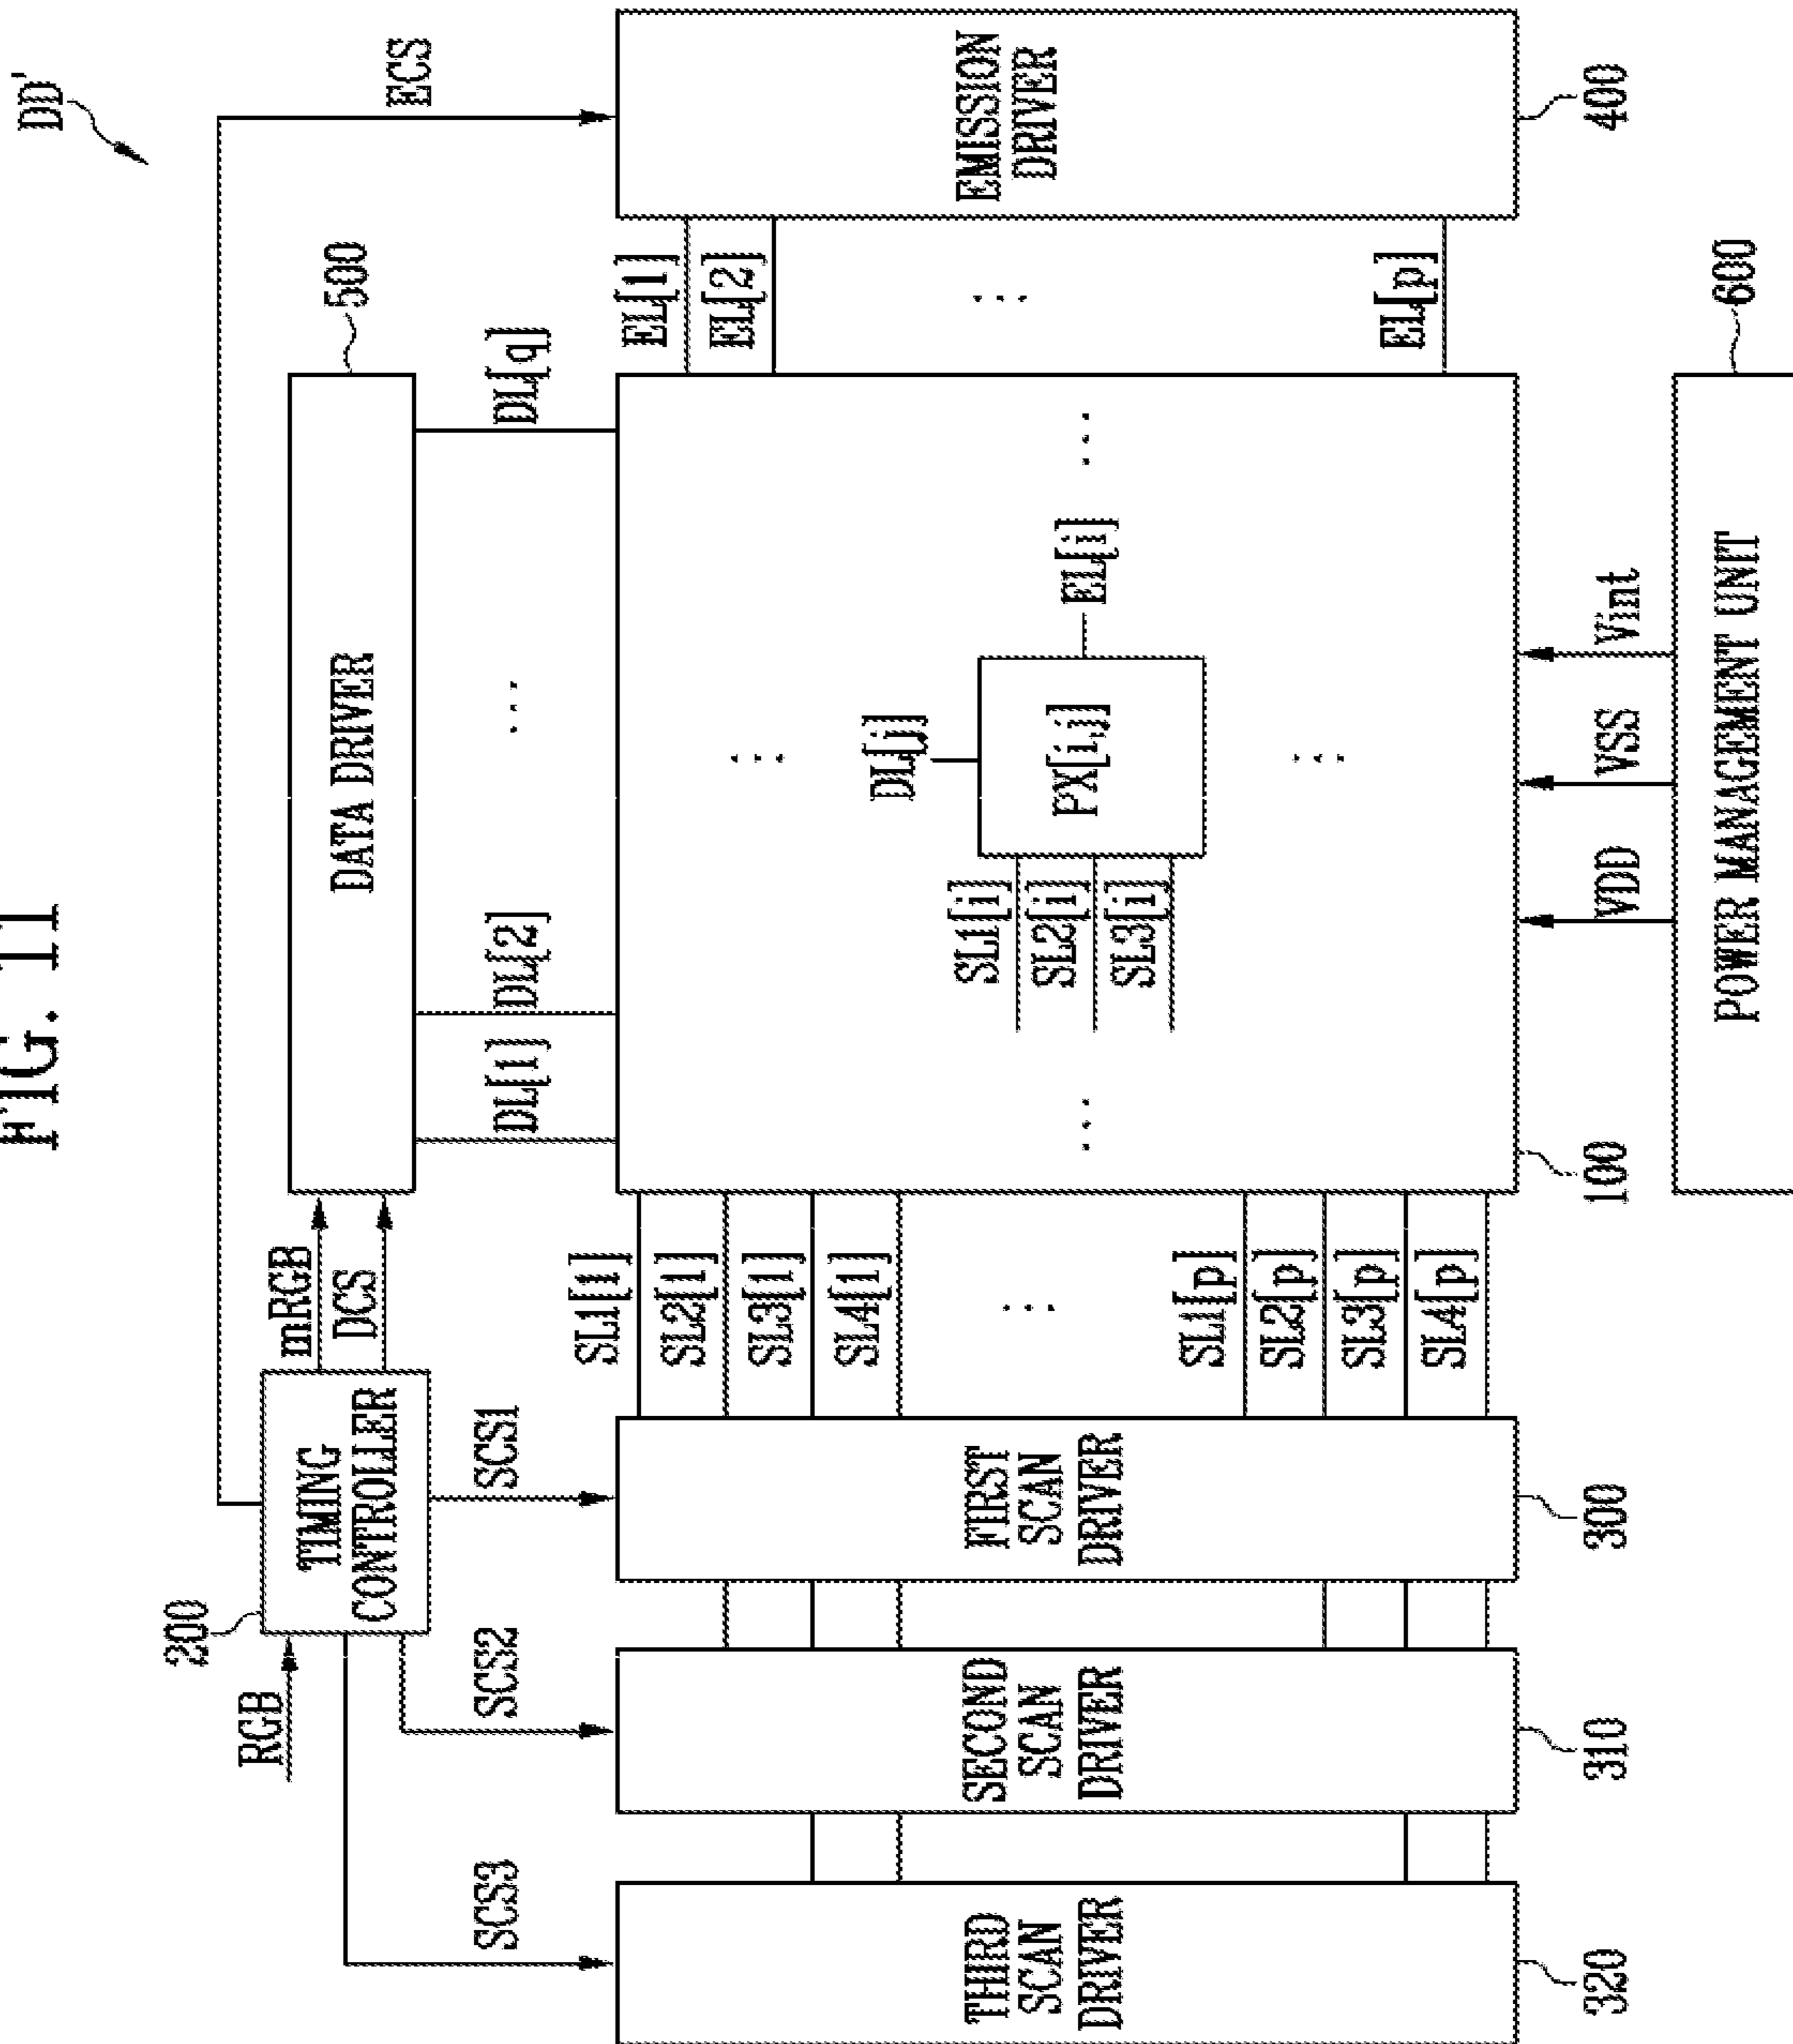 FIG. 11
DD'
ECS
200
RGB
TIMING
CONTROLLER
mRGB
DCS
DATA DRIVER
500
SCS3
SCS2
SCS1
DL[1]
DL[2]
...
DL[q]
THIRD
SCAN
DRIVER
320
SECOND
SCAN
DRIVER
310
FIRST
SCAN
DRIVER
300
SL1[1]
SL2[1]
SL3[1]
SL4[1]
...
SL1[p]
SL2[p]
SL3[p]
SL4[p]
...
DL[j]
SL1[i]
SL2[i]
SL3[i]
PX[i,j]
EL[i]
...
...
...
100
EL[1]
EL[2]
...
EL[p]
EMISSION
DRIVER
400
VDD
VSS
Vint
POWER MANAGEMENT UNIT
600